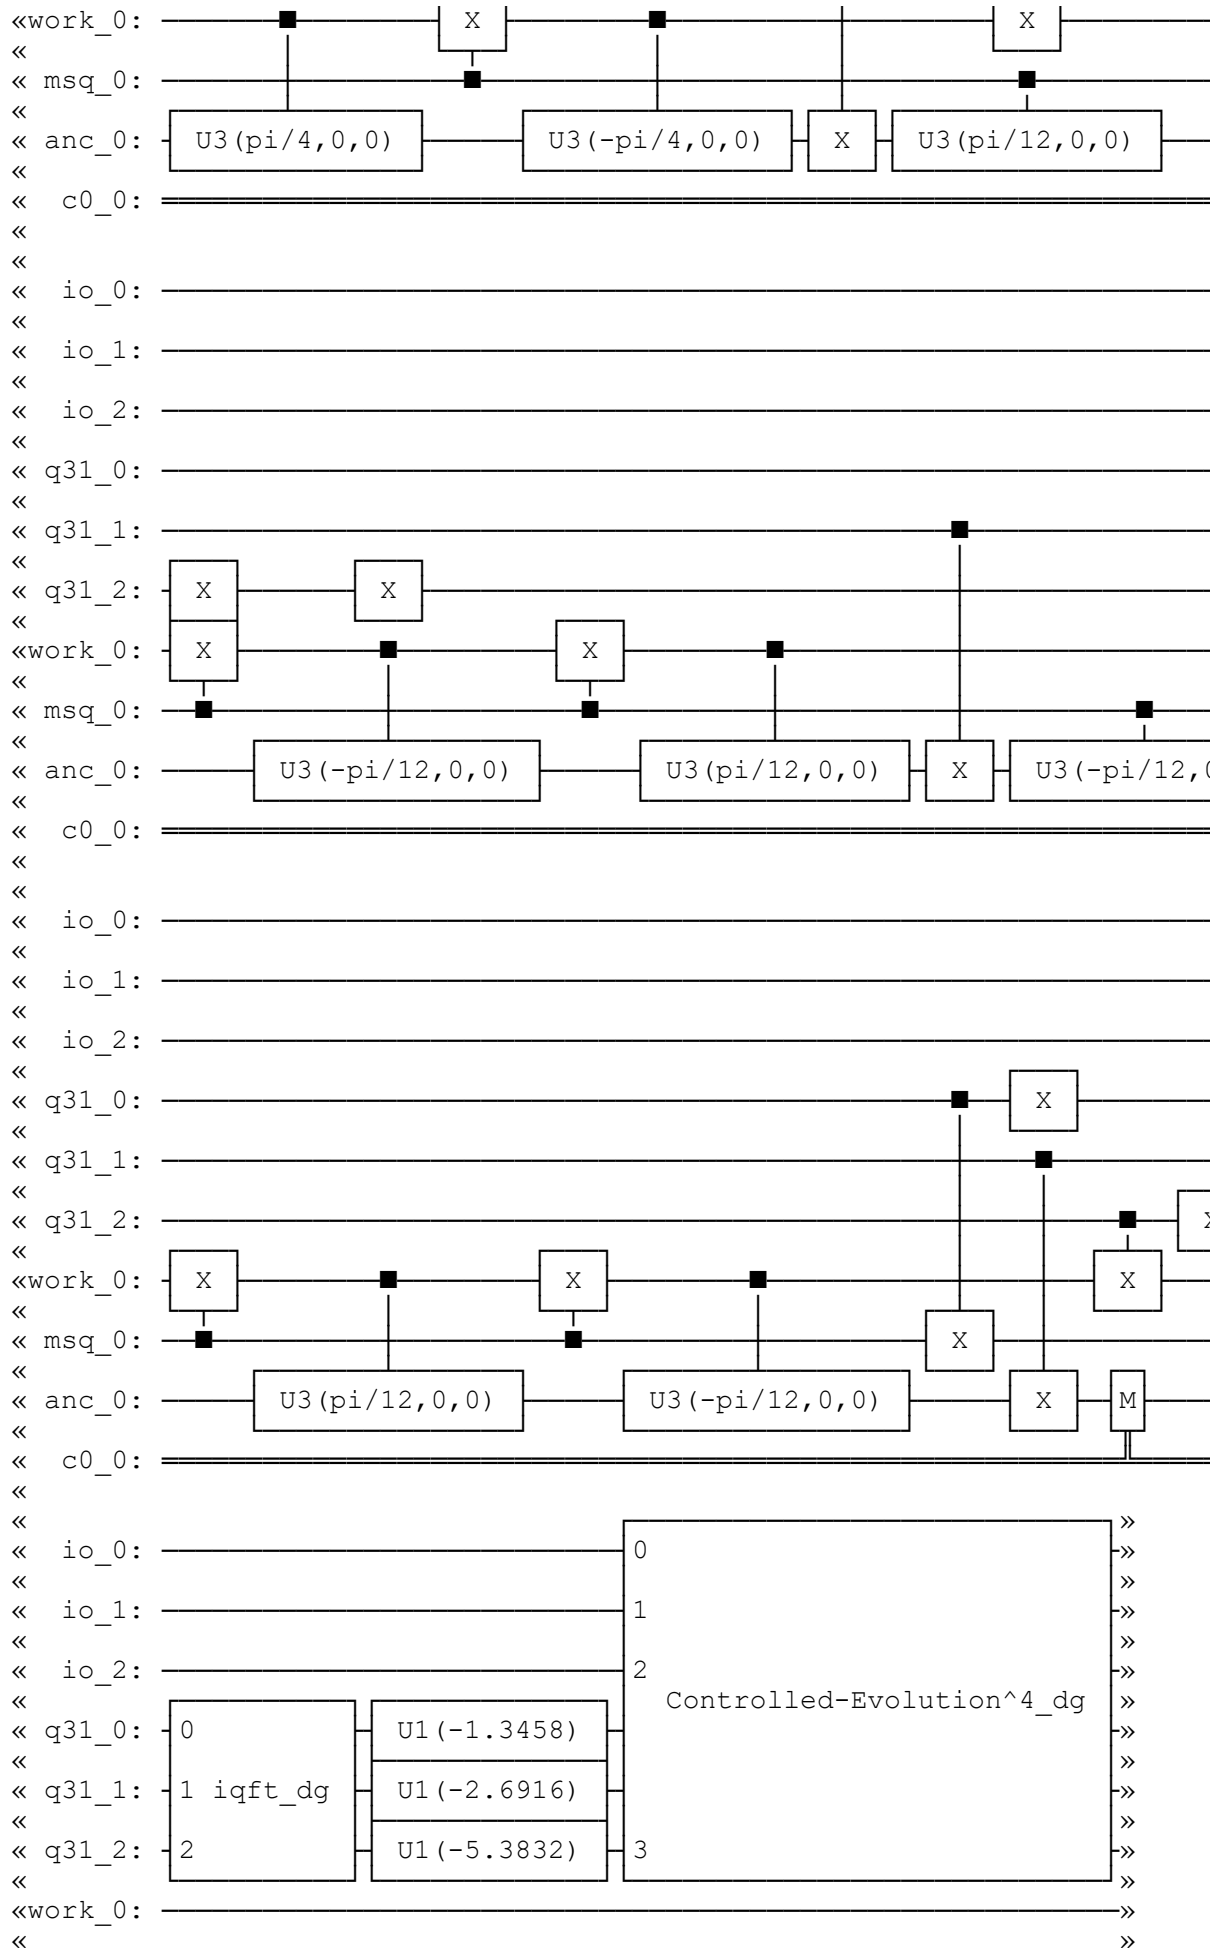 «work_0: X X
«
« msq_0:
«
« anc_0: U3(pi/4,0,0) U3(-pi/4,0,0) X U3(pi/12,0,0)
«
« c0_0:
«
«
« io_0:
«
« io_1:
«
« io_2:
«
« q31_0:
«
« q31_1:
«
« q31_2: X X
«
«work_0: X X
«
« msq_0:
«
« anc_0: U3(-pi/12,0,0) U3(pi/12,0,0) X U3(-pi/12,
«
« c0_0:
«
«
« io_0:
«
« io_1:
«
« io_2:
«
« q31_0: X
«
« q31_1:
«
« q31_2:
«
«work_0: X X X
«
« msq_0: X
«
« anc_0: U3(pi/12,0,0) U3(-pi/12,0,0) X M
«
« c0_0:
«
« »
« io_0: 0 »
« »
« io_1: 1 »
« »
« io_2: 2 »
« Controlled-Evolution^4_dg »
« q31_0: 0 U1(-1.3458) »
« »
« q31_1: 1 iqft_dg U1(-2.6916) »
« »
« q31_2: 2 U1(-5.3832) 3 »
« »
«work_0: »
« »